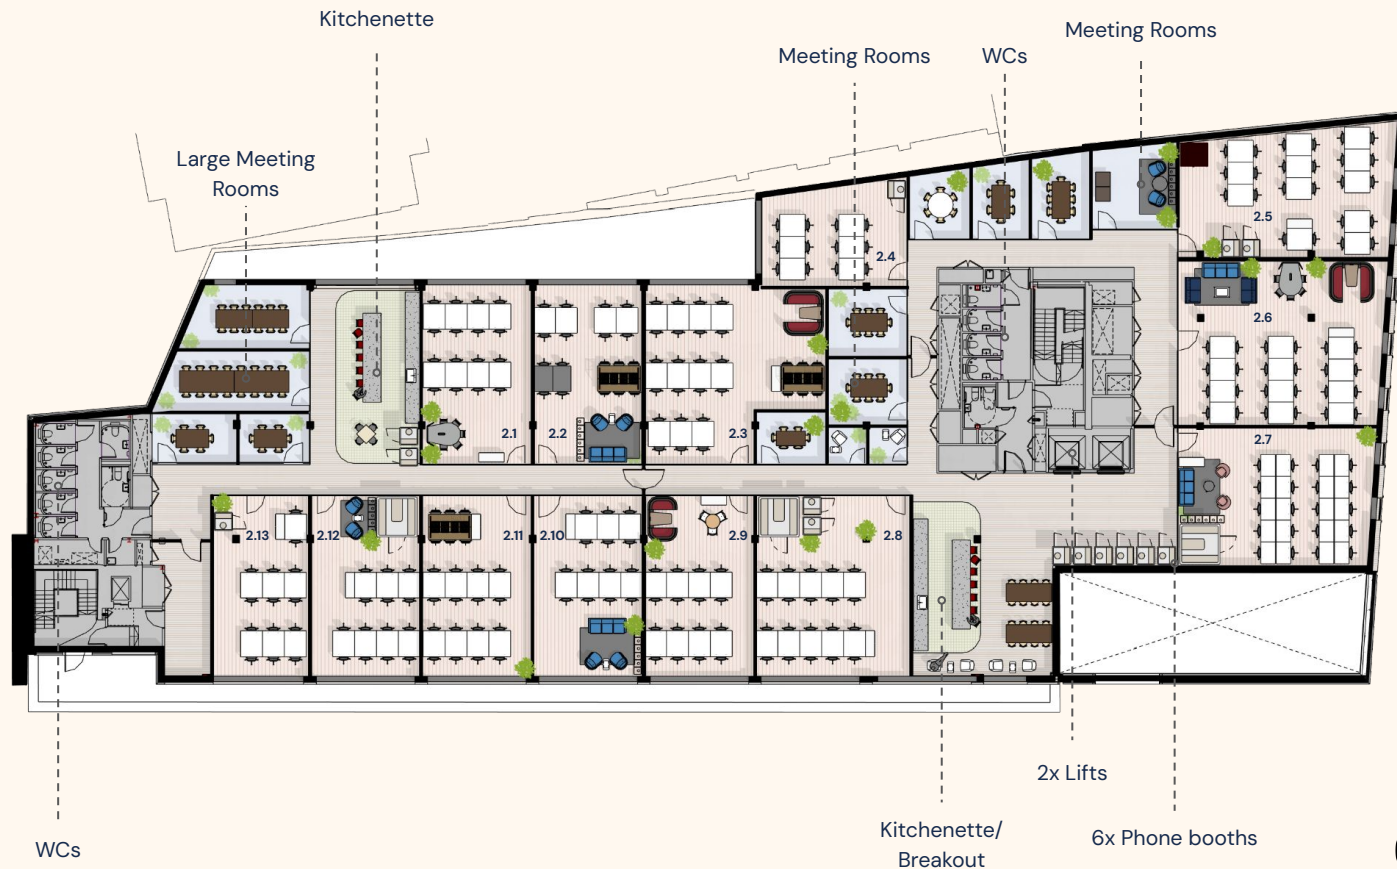 Kitchenette
Meeting Rooms
WCs
Meeting Rooms
Large Meeting
Rooms
2.5
2.4
2.6
2.1
2.2
2.3
2.7
2.13
2.12
2.11
2.10
2.9
2.8
2x Lifts
Kitchenette/
Breakout
6x Phone booths
WCs